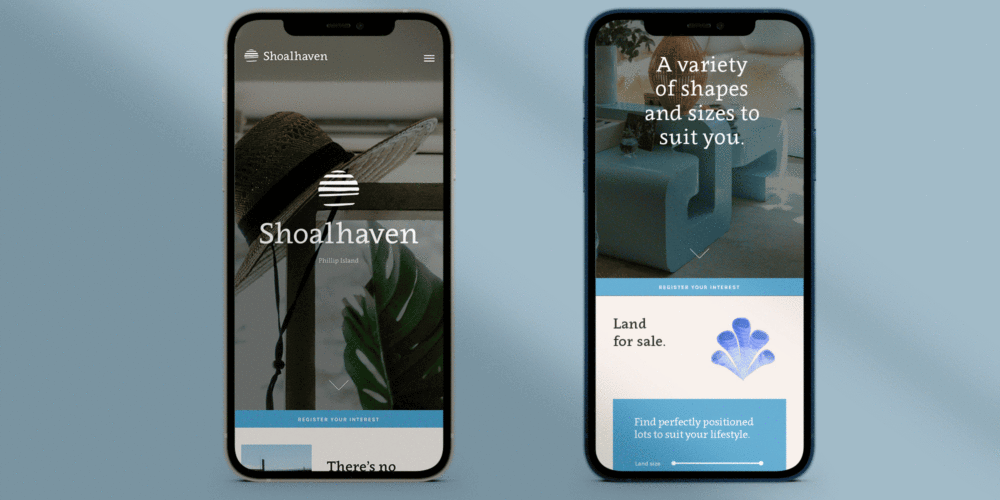 Shoalhaven
Shoalhaven
Phillip Island
REGISTER YOUR INTEREST
There's no
A variety
of shapes
and sizes to
suit you.
REGISTER YOUR INTEREST
Land
for sale.
Find perfectly positioned
lots to suit your lifestyle.
Land size